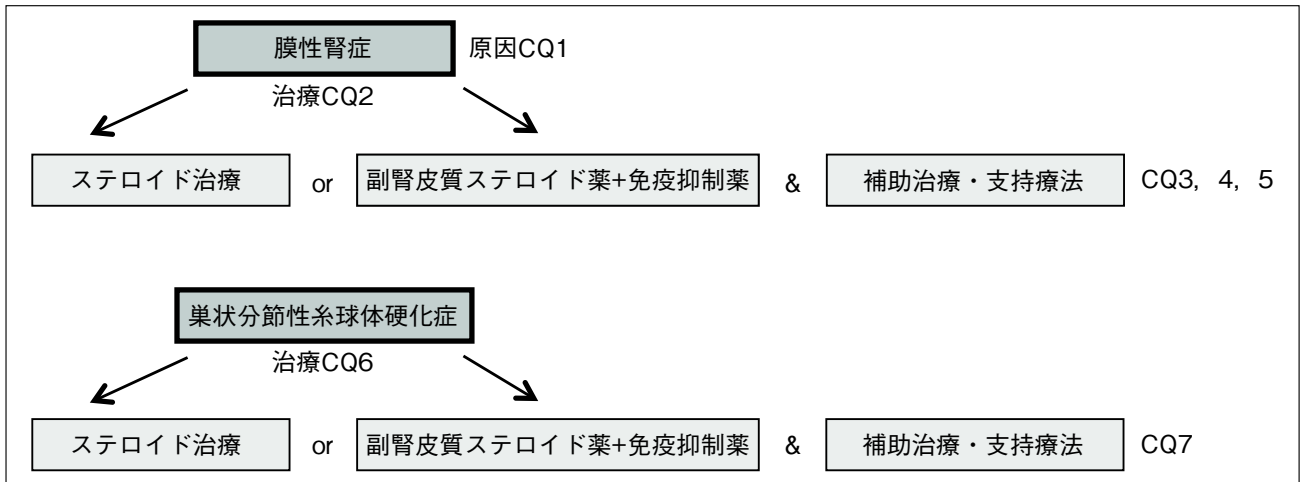 膜性腎症 原因CQ1
治療CQ2
ステロイド治療 or 副腎皮質ステロイド薬+免疫抑制薬 & 補助治療・支持療法 CQ3，4，5
巣状分節性糸球体硬化症
治療CQ6
ステロイド治療 or 副腎皮質ステロイド薬+免疫抑制薬 & 補助治療・支持療法 CQ7